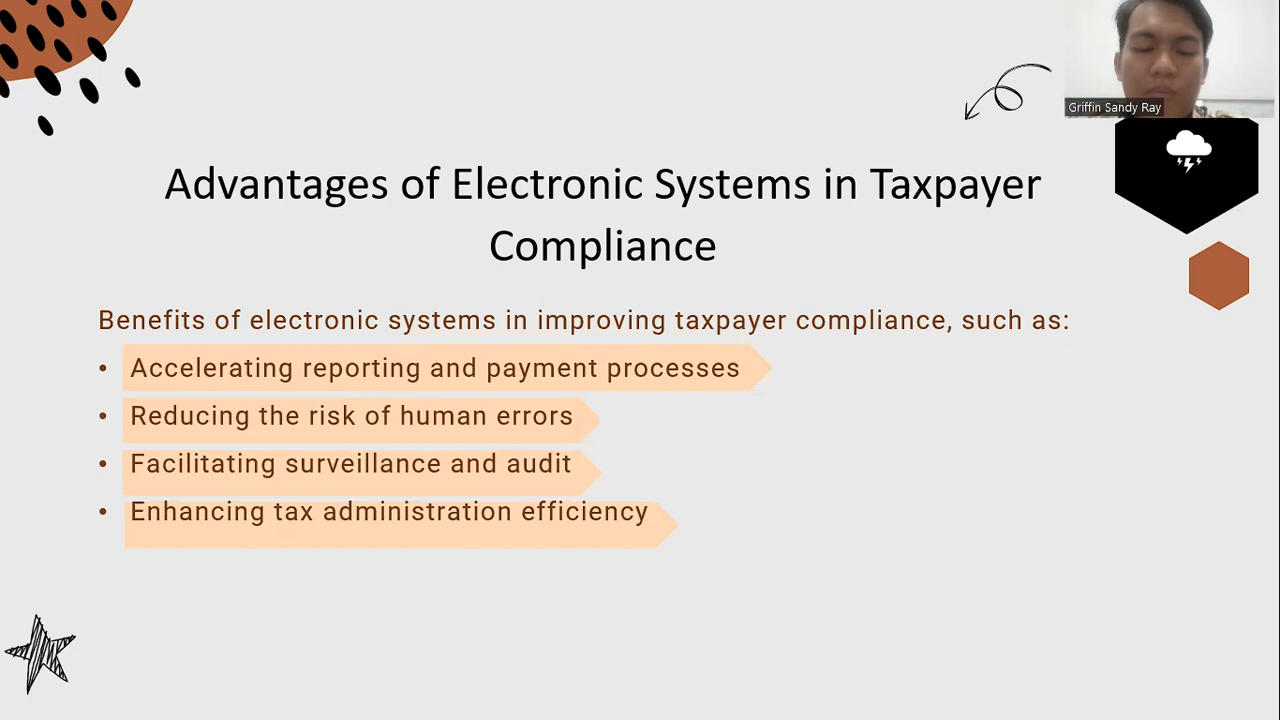 Griffin Sandy Ray
Advantages of Electronic Systems in Taxpayer
Compliance
Benefits of electronic systems in improving taxpayer compliance, such as:
• Accelerating reporting and payment processes
• Reducing the risk of human errors
• Facilitating surveillance and audit
• Enhancing tax administration efficiency